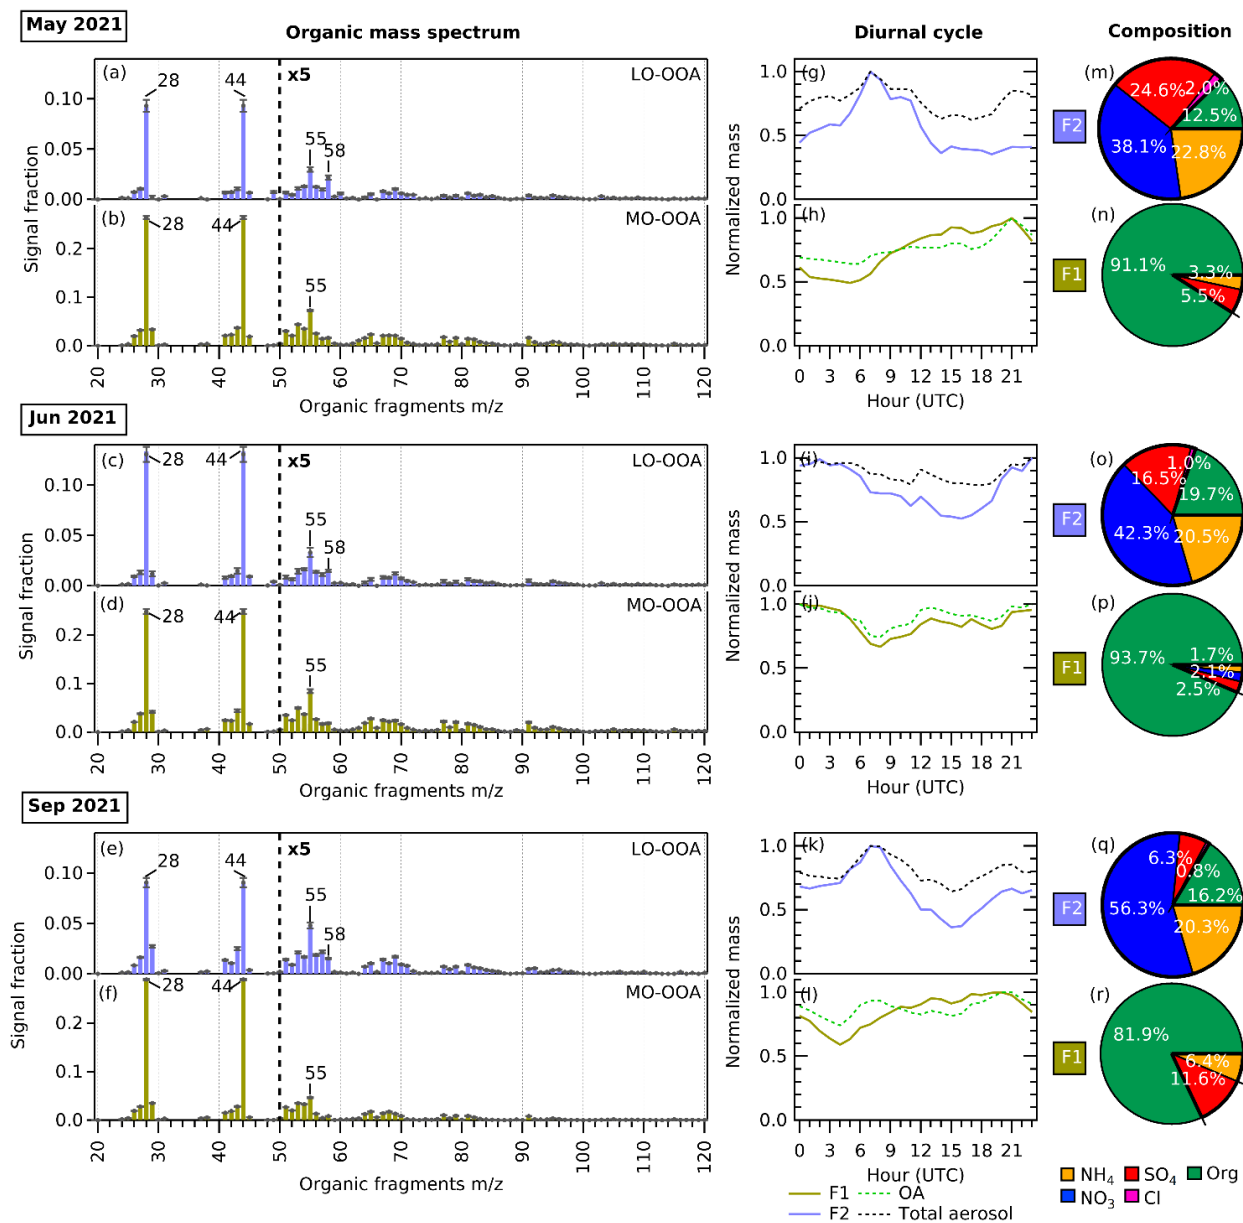 May 2021
Organic mass spectrum
Diurnal cycle
Composition
(a)
28
44
x5
LO-OOA
55
58
0.10
0.05
0.00
(b)
28
44
MO-OOA
55
0.2
0.1
0.0
Signal fraction
20
30
40
50
60
70
80
90
100
110
120
Organic fragments m/z
(g)
1.0
0.5
0.0
(h)
1.0
0.5
0.0
Normalized mass
0 3 6 9 12 15 18 21
Hour (UTC)
(m)
F2
24.6%
2.0%
12.5%
38.1%
22.8%
(n)
F1
91.1%
3.3%
5.5%
Jun 2021
(c)
28
44
x5
LO-OOA
55
58
0.10
0.05
0.00
(d)
28
44
MO-OOA
55
0.2
0.1
0.0
Signal fraction
20
30
40
50
60
70
80
90
100
110
120
Organic fragments m/z
(i)
1.0
0.5
0.0
(j)
1.0
0.5
0.0
Normalized mass
0 3 6 9 12 15 18 21
Hour (UTC)
(o)
F2
16.5%
1.0%
19.7%
42.3%
20.5%
(p)
F1
93.7%
1.7%
2.1%
2.5%
Sep 2021
(e)
28
44
x5
LO-OOA
55
58
0.10
0.05
0.00
(f)
28
44
MO-OOA
55
0.2
0.1
0.0
Signal fraction
20
30
40
50
60
70
80
90
100
110
120
Organic fragments m/z
(k)
1.0
0.5
0.0
(l)
1.0
0.5
0.0
Normalized mass
0 3 6 9 12 15 18 21
Hour (UTC)
(q)
F2
6.3%
0.8%
16.2%
56.3%
20.3%
(r)
F1
81.9%
6.4%
11.6%
F1 OA
F2 Total aerosol
NH₄ SO₄ Org
NO₃ Cl